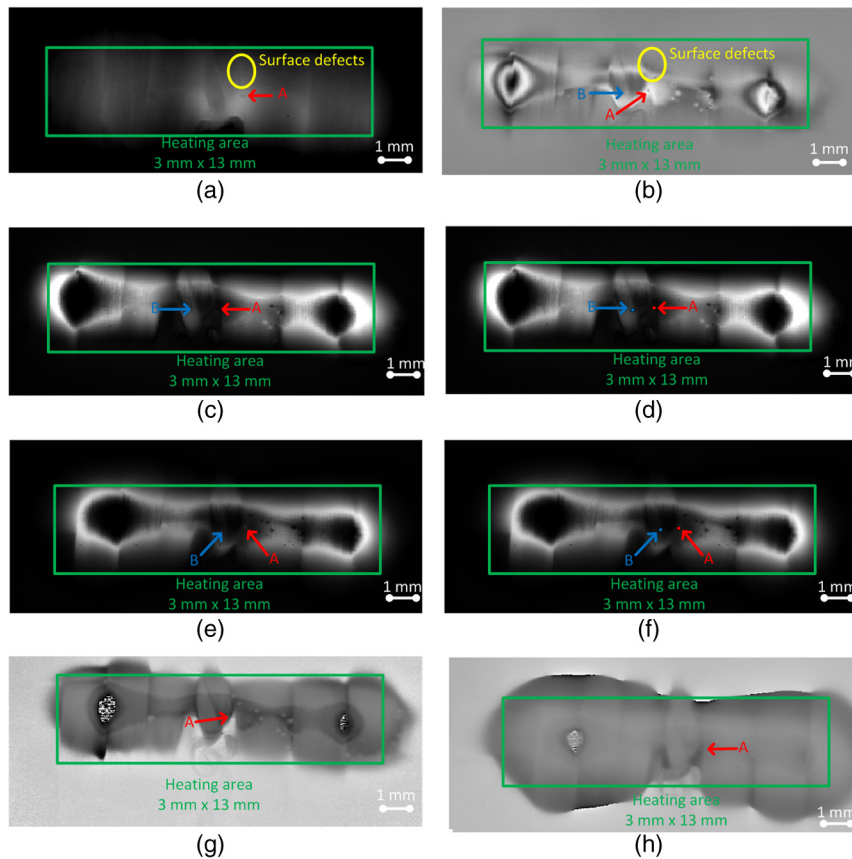 Surface defects
A
Heating area
3 mm x 13 mm
1 mm
(a)
Surface defects
B
A
Heating area
3 mm x 13 mm
1 mm
(b)
B
A
Heating area
3 mm x 13 mm
1 mm
(c)
B
A
Heating area
3 mm x 13 mm
1 mm
(d)
B
A
Heating area
3 mm x 13 mm
1 mm
(e)
B
A
Heating area
3 mm x 13 mm
1 mm
(f)
A
Heating area
3 mm x 13 mm
1 mm
(g)
A
Heating area
3 mm x 13 mm
1 mm
(h)